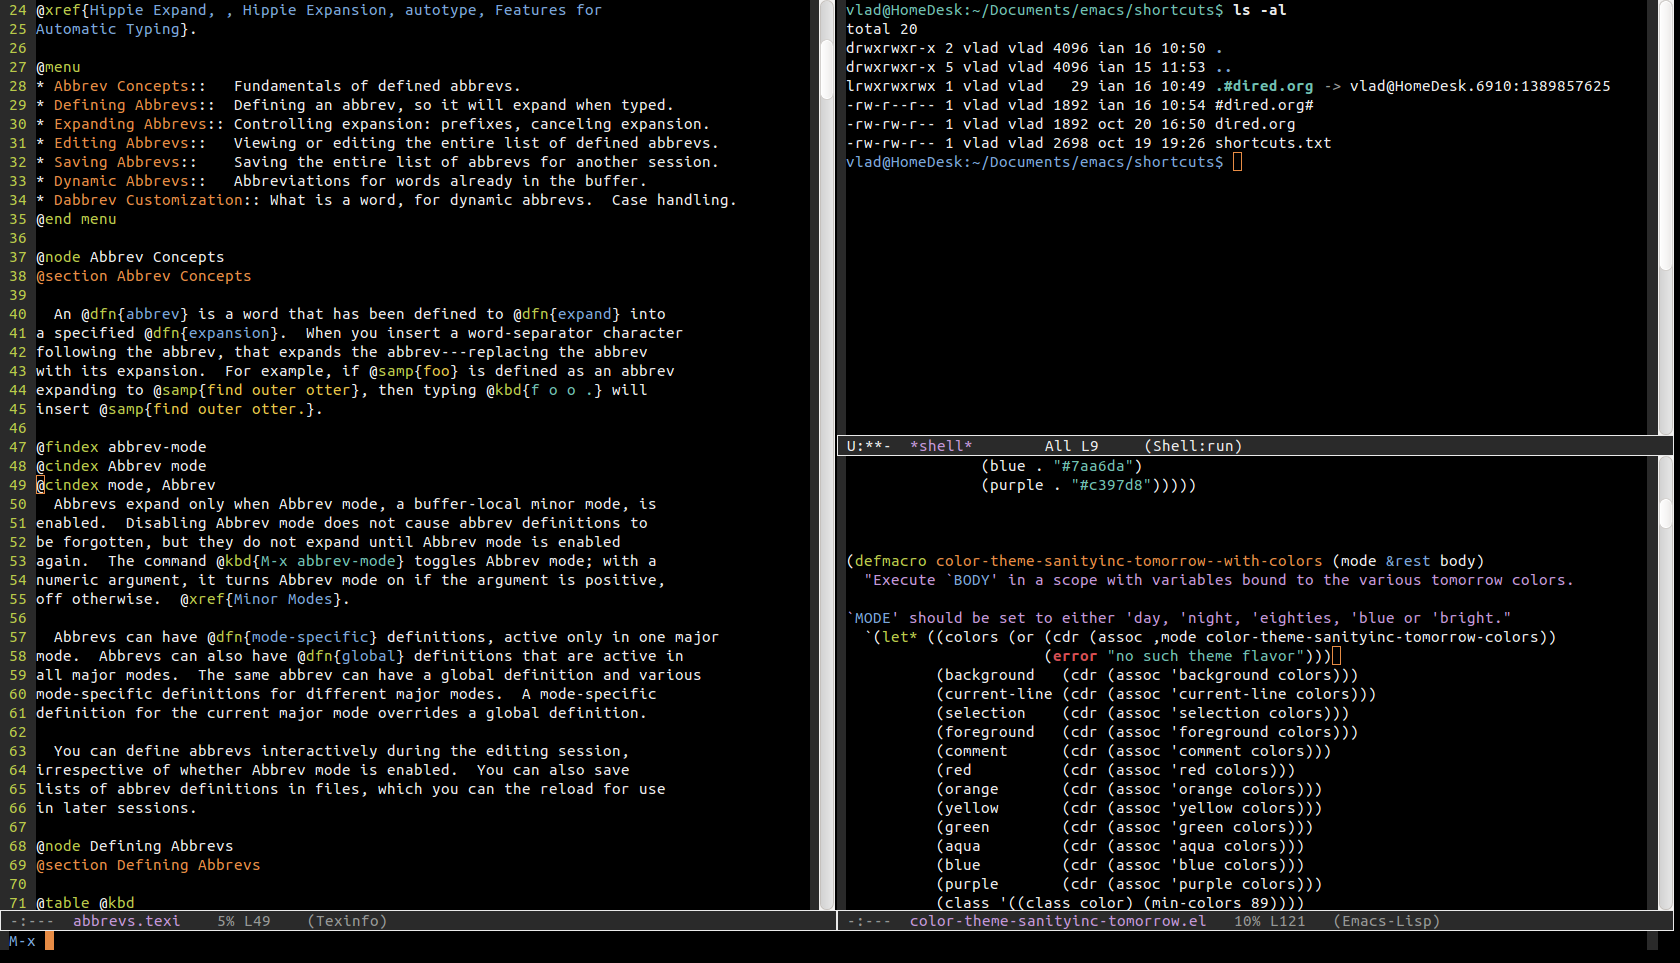 24 @xref{Hippie Expand, , Hippie Expansion, autotype, Features for
25 Automatic Typing}.
26
27 @menu
28 * Abbrev Concepts::   Fundamentals of defined abbrevs.
29 * Defining Abbrevs::  Defining an abbrev, so it will expand when typed.
30 * Expanding Abbrevs:: Controlling expansion: prefixes, canceling expansion.
31 * Editing Abbrevs::   Viewing or editing the entire list of defined abbrevs.
32 * Saving Abbrevs::    Saving the entire list of abbrevs for another session.
33 * Dynamic Abbrevs::   Abbreviations for words already in the buffer.
34 * Dabbrev Customization:: What is a word, for dynamic abbrevs.  Case handling.
35 @end menu
36
37 @node Abbrev Concepts
38 @section Abbrev Concepts
39
40   An @dfn{abbrev} is a word that has been defined to @dfn{expand} into
41 a specified @dfn{expansion}.  When you insert a word-separator character
42 following the abbrev, that expands the abbrev---replacing the abbrev
43 with its expansion.  For example, if @samp{foo} is defined as an abbrev
44 expanding to @samp{find outer otter}, then typing @kbd{f o o .} will
45 insert @samp{find outer otter.}.
46
47 @findex abbrev-mode
48 @cindex Abbrev mode
49 @cindex mode, Abbrev
50   Abbrevs expand only when Abbrev mode, a buffer-local minor mode, is
51 enabled.  Disabling Abbrev mode does not cause abbrev definitions to
52 be forgotten, but they do not expand until Abbrev mode is enabled
53 again.  The command @kbd{M-x abbrev-mode} toggles Abbrev mode; with a
54 numeric argument, it turns Abbrev mode on if the argument is positive,
55 off otherwise.  @xref{Minor Modes}.
56
57   Abbrevs can have @dfn{mode-specific} definitions, active only in one major
58 mode.  Abbrevs can also have @dfn{global} definitions that are active in
59 all major modes.  The same abbrev can have a global definition and various
60 mode-specific definitions for different major modes.  A mode-specific
61 definition for the current major mode overrides a global definition.
62
63   You can define abbrevs interactively during the editing session,
64 irrespective of whether Abbrev mode is enabled.  You can also save
65 lists of abbrev definitions in files, which you can the reload for use
66 in later sessions.
67
68 @node Defining Abbrevs
69 @section Defining Abbrevs
70
71 @table @kbd
-:---  abbrevs.texi    5% L49    (Texinfo)
vlad@HomeDesk:~/Documents/emacs/shortcuts$ ls -al
total 20
drwxrwxr-x 2 vlad vlad 4096 ian 16 10:50 .
drwxrwxr-x 5 vlad vlad 4096 ian 15 11:53 ..
lrwxrwxrwx 1 vlad vlad   29 ian 16 10:49 .#dired.org -> vlad@HomeDesk.6910:1389857625
-rw-r--r-- 1 vlad vlad 1892 ian 16 10:54 #dired.org#
-rw-rw-r-- 1 vlad vlad 1892 oct 20 16:50 dired.org
-rw-rw-r-- 1 vlad vlad 2698 oct 19 19:26 shortcuts.txt
vlad@HomeDesk:~/Documents/emacs/shortcuts$
U:**-  *shell*        All L9     (Shell:run)
(blue . "#7aa6da")
(purple . "#c397d8")))))
(defmacro color-theme-sanityinc-tomorrow--with-colors (mode &rest body)
"Execute `BODY' in a scope with variables bound to the various tomorrow colors.
`MODE' should be set to either 'day, 'night, 'eighties, 'blue or 'bright."
`(let* ((colors (or (cdr (assoc ,mode color-theme-sanityinc-tomorrow-colors))
(error "no such theme flavor")))
(background   (cdr (assoc 'background colors)))
(current-line (cdr (assoc 'current-line colors)))
(selection    (cdr (assoc 'selection colors)))
(foreground   (cdr (assoc 'foreground colors)))
(comment      (cdr (assoc 'comment colors)))
(red          (cdr (assoc 'red colors)))
(orange       (cdr (assoc 'orange colors)))
(yellow       (cdr (assoc 'yellow colors)))
(green        (cdr (assoc 'green colors)))
(aqua         (cdr (assoc 'aqua colors)))
(blue         (cdr (assoc 'blue colors)))
(purple       (cdr (assoc 'purple colors)))
(class '((class color) (min-colors 89))))
-:---  color-theme-sanityinc-tomorrow.el   10% L121   (Emacs-Lisp)
M-x